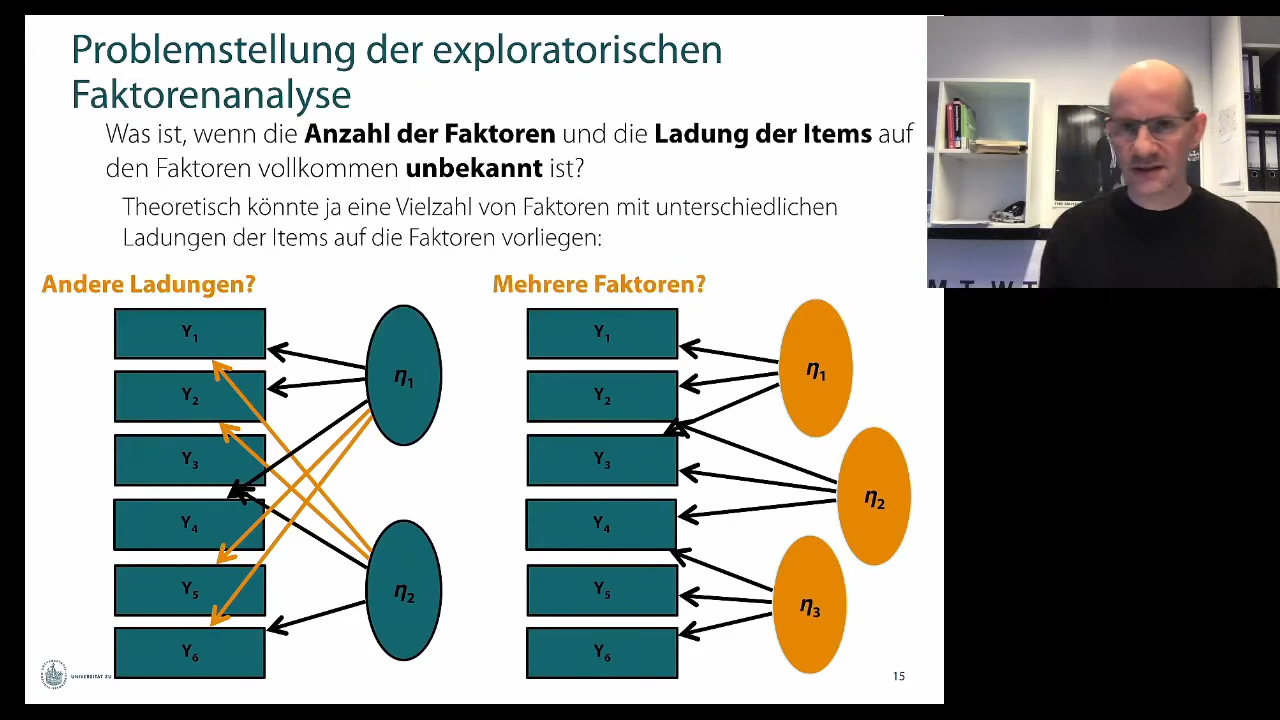 Problemstellung der exploratorischen
Faktorenanalyse
Was ist, wenn die Anzahl der Faktoren und die Ladung der Items auf
den Faktoren vollkommen unbekannt ist?
Theoretisch könnte ja eine Vielzahl von Faktoren mit unterschiedlichen
Ladungen der Items auf die Faktoren vorliegen:
Andere Ladungen?
Y1
Y2
Y3
Y4
Y5
Y6
η1
η2
Mehrere Faktoren?
Y1
Y2
Y3
Y4
Y5
Y6
η1
η2
η3
UNIVERSITÄT ZU
15
M T W T